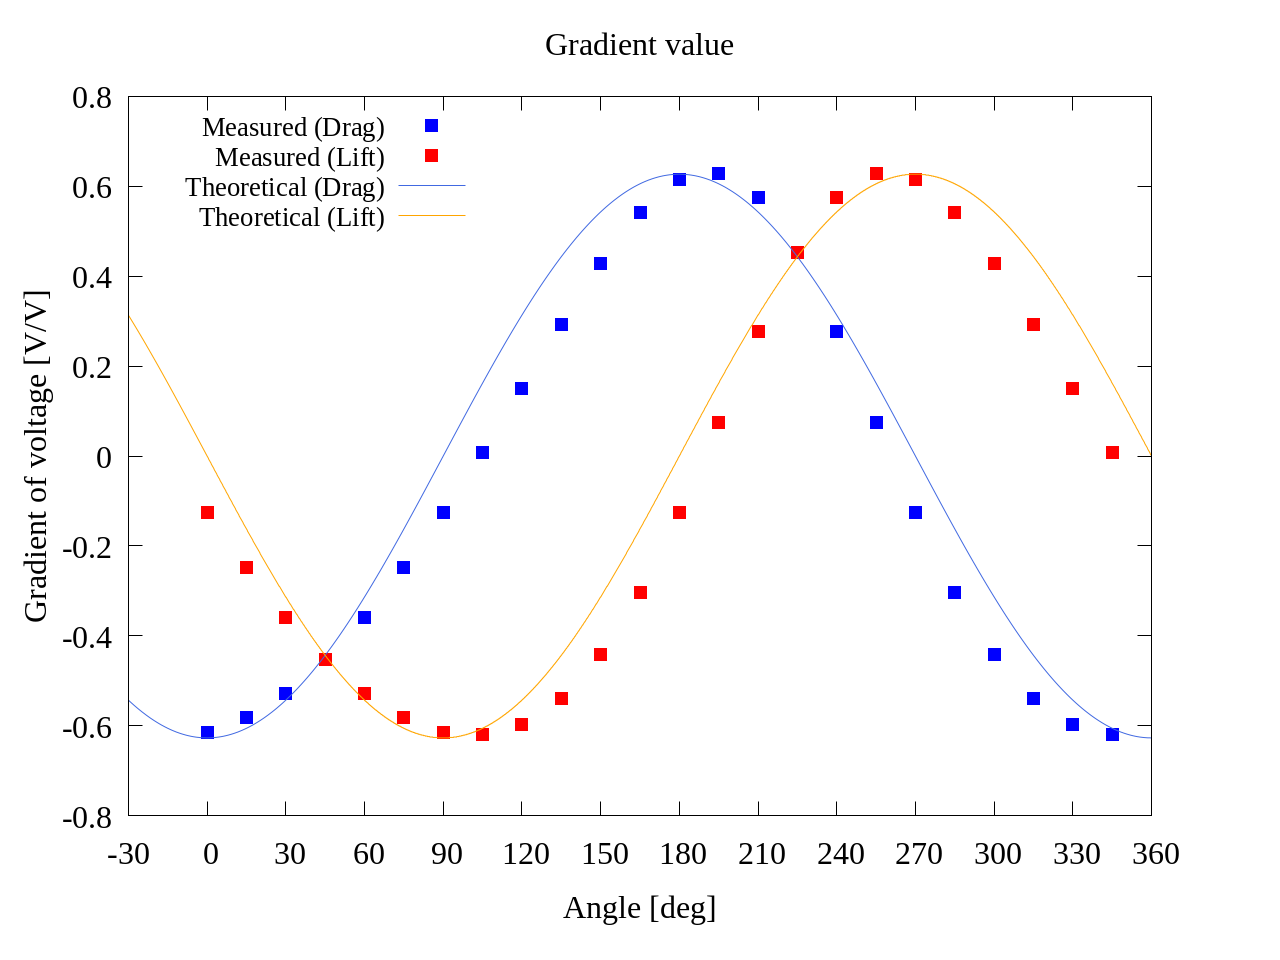 Gradient value
Measured (Drag)
Measured (Lift)
Theoretical (Drag)
Theoretical (Lift)
0.8
0.6
0.4
0.2
0
-0.2
-0.4
-0.6
-0.8
Gradient of voltage [V/V]
-30 0 30 60 90 120 150 180 210 240 270 300 330 360
Angle [deg]